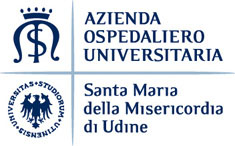 AZIENDA
OSPEDALIERO
UNIVERSITARIA
Santa Maria
della Misericordia
di Udine
UNIVERSITAS STUDIORUM UTINENSIS